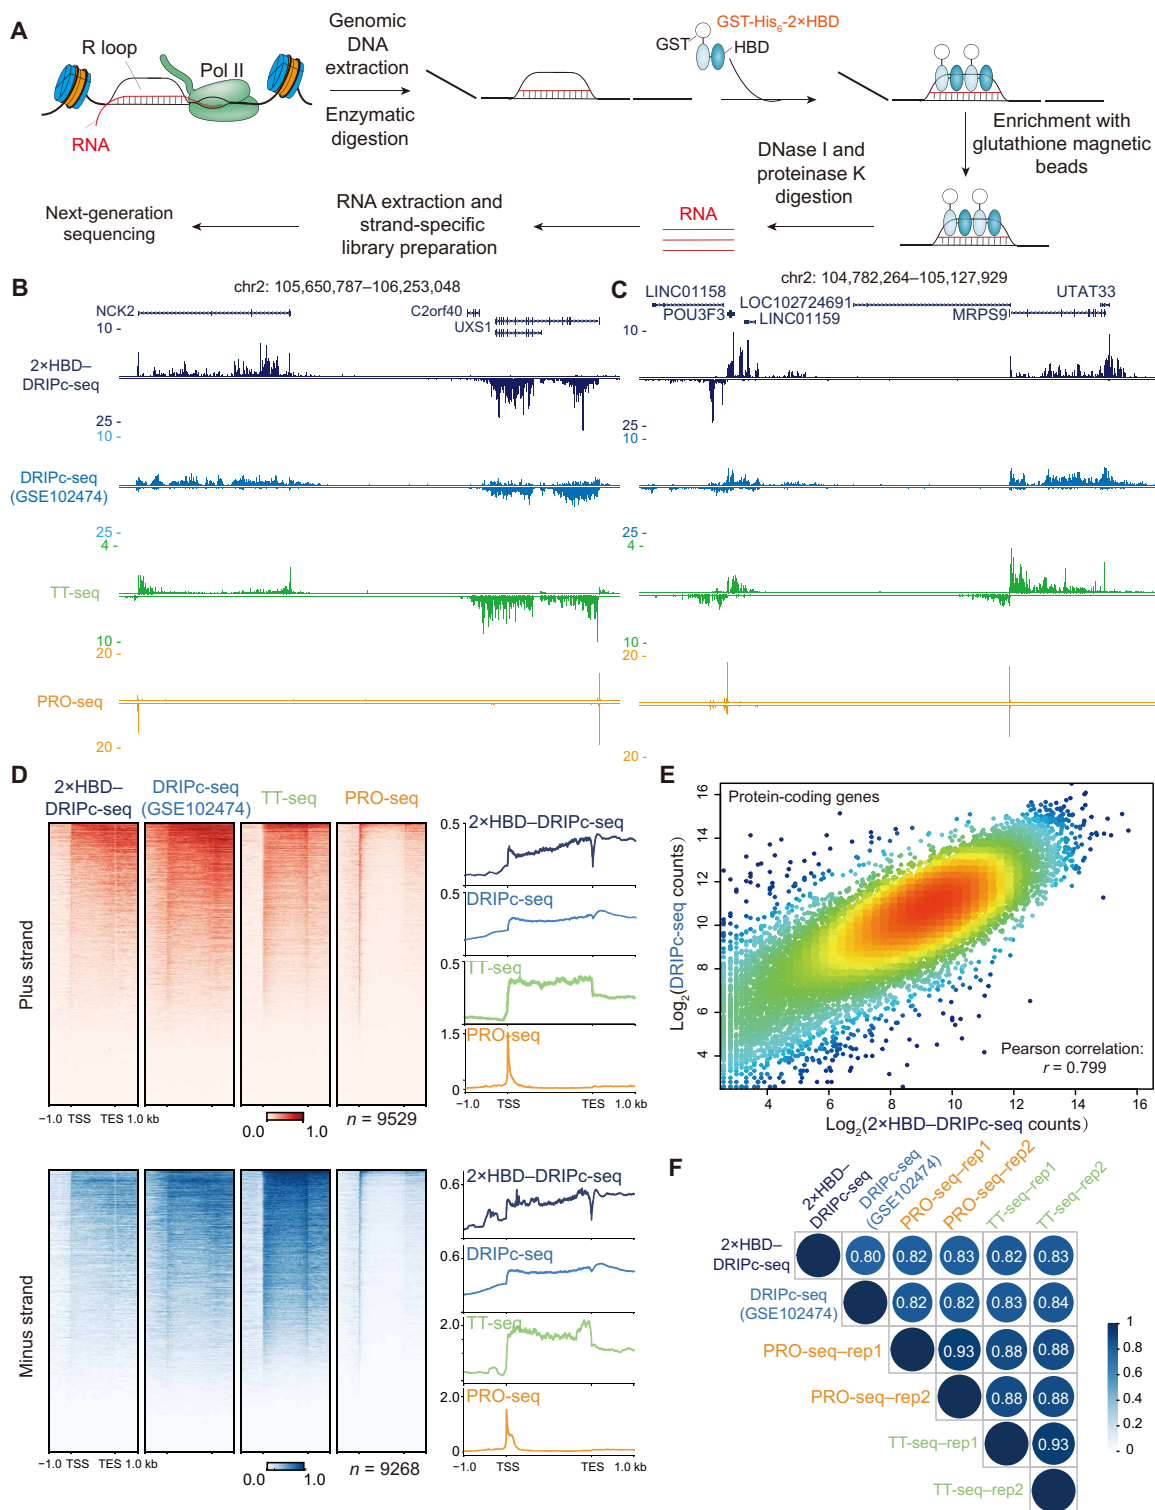 A
R loop
Pol II
RNA
Genomic
DNA
extraction
Enzymatic
digestion
GST-His6-2×HBD
GST
HBD
Enrichment with
glutathione magnetic
beads
DNase I and
proteinase K
digestion
RNA
RNA extraction and
strand-specific
library preparation
Next-generation
sequencing
B
chr2: 105,650,787–106,253,048
NCK2
C2orf40
UXS1
10 -
2×HBD–
DRIPc-seq
25 -
10 -
DRIPc-seq
(GSE102474)
25 -
4 -
TT-seq
10 -
20 -
PRO-seq
20 -
C
chr2: 104,782,264–105,127,929
LINC01158
LOC102724691
UTAT33
POU3F3
LINC01159
MRPS9
10 -
25 -
10 -
25 -
4 -
10 -
20 -
20 -
D
2×HBD–
DRIPc-seq
DRIPc-seq
(GSE102474)
TT-seq
PRO-seq
Plus strand
−1.0 TSS TES 1.0 kb
0.0 1.0
n = 9529
0.5
2×HBD–DRIPc-seq
0.5
DRIPc-seq
0.5
TT-seq
1.5
PRO-seq
0
−1.0 TSS TES 1.0 kb
Minus strand
−1.0 TSS TES 1.0 kb
0.0 1.0
n = 9268
2×HBD–DRIPc-seq
0.6
DRIPc-seq
0.6
TT-seq
2.0
PRO-seq
2.0
0
−1.0 TSS TES 1.0 kb
E
Protein-coding genes
16
14
12
10
8
6
4
Log2(DRIPc-seq counts)
Pearson correlation:
r = 0.799
4 6 8 10 12 14 16
Log2(2×HBD–DRIPc-seq counts)
F
2×HBD–
DRIPc-seq
DRIPc-seq
(GSE102474)
PRO-seq–rep1
PRO-seq–rep2
TT-seq–rep1
TT-seq–rep2
2×HBD–
DRIPc-seq
0.80 0.82 0.83 0.82 0.83
DRIPc-seq
(GSE102474)
0.82 0.82 0.83 0.84
PRO-seq–rep1
0.93 0.88 0.88
PRO-seq–rep2
0.88 0.88
TT-seq–rep1
0.93
TT-seq–rep2
1
0.8
0.6
0.4
0.2
0